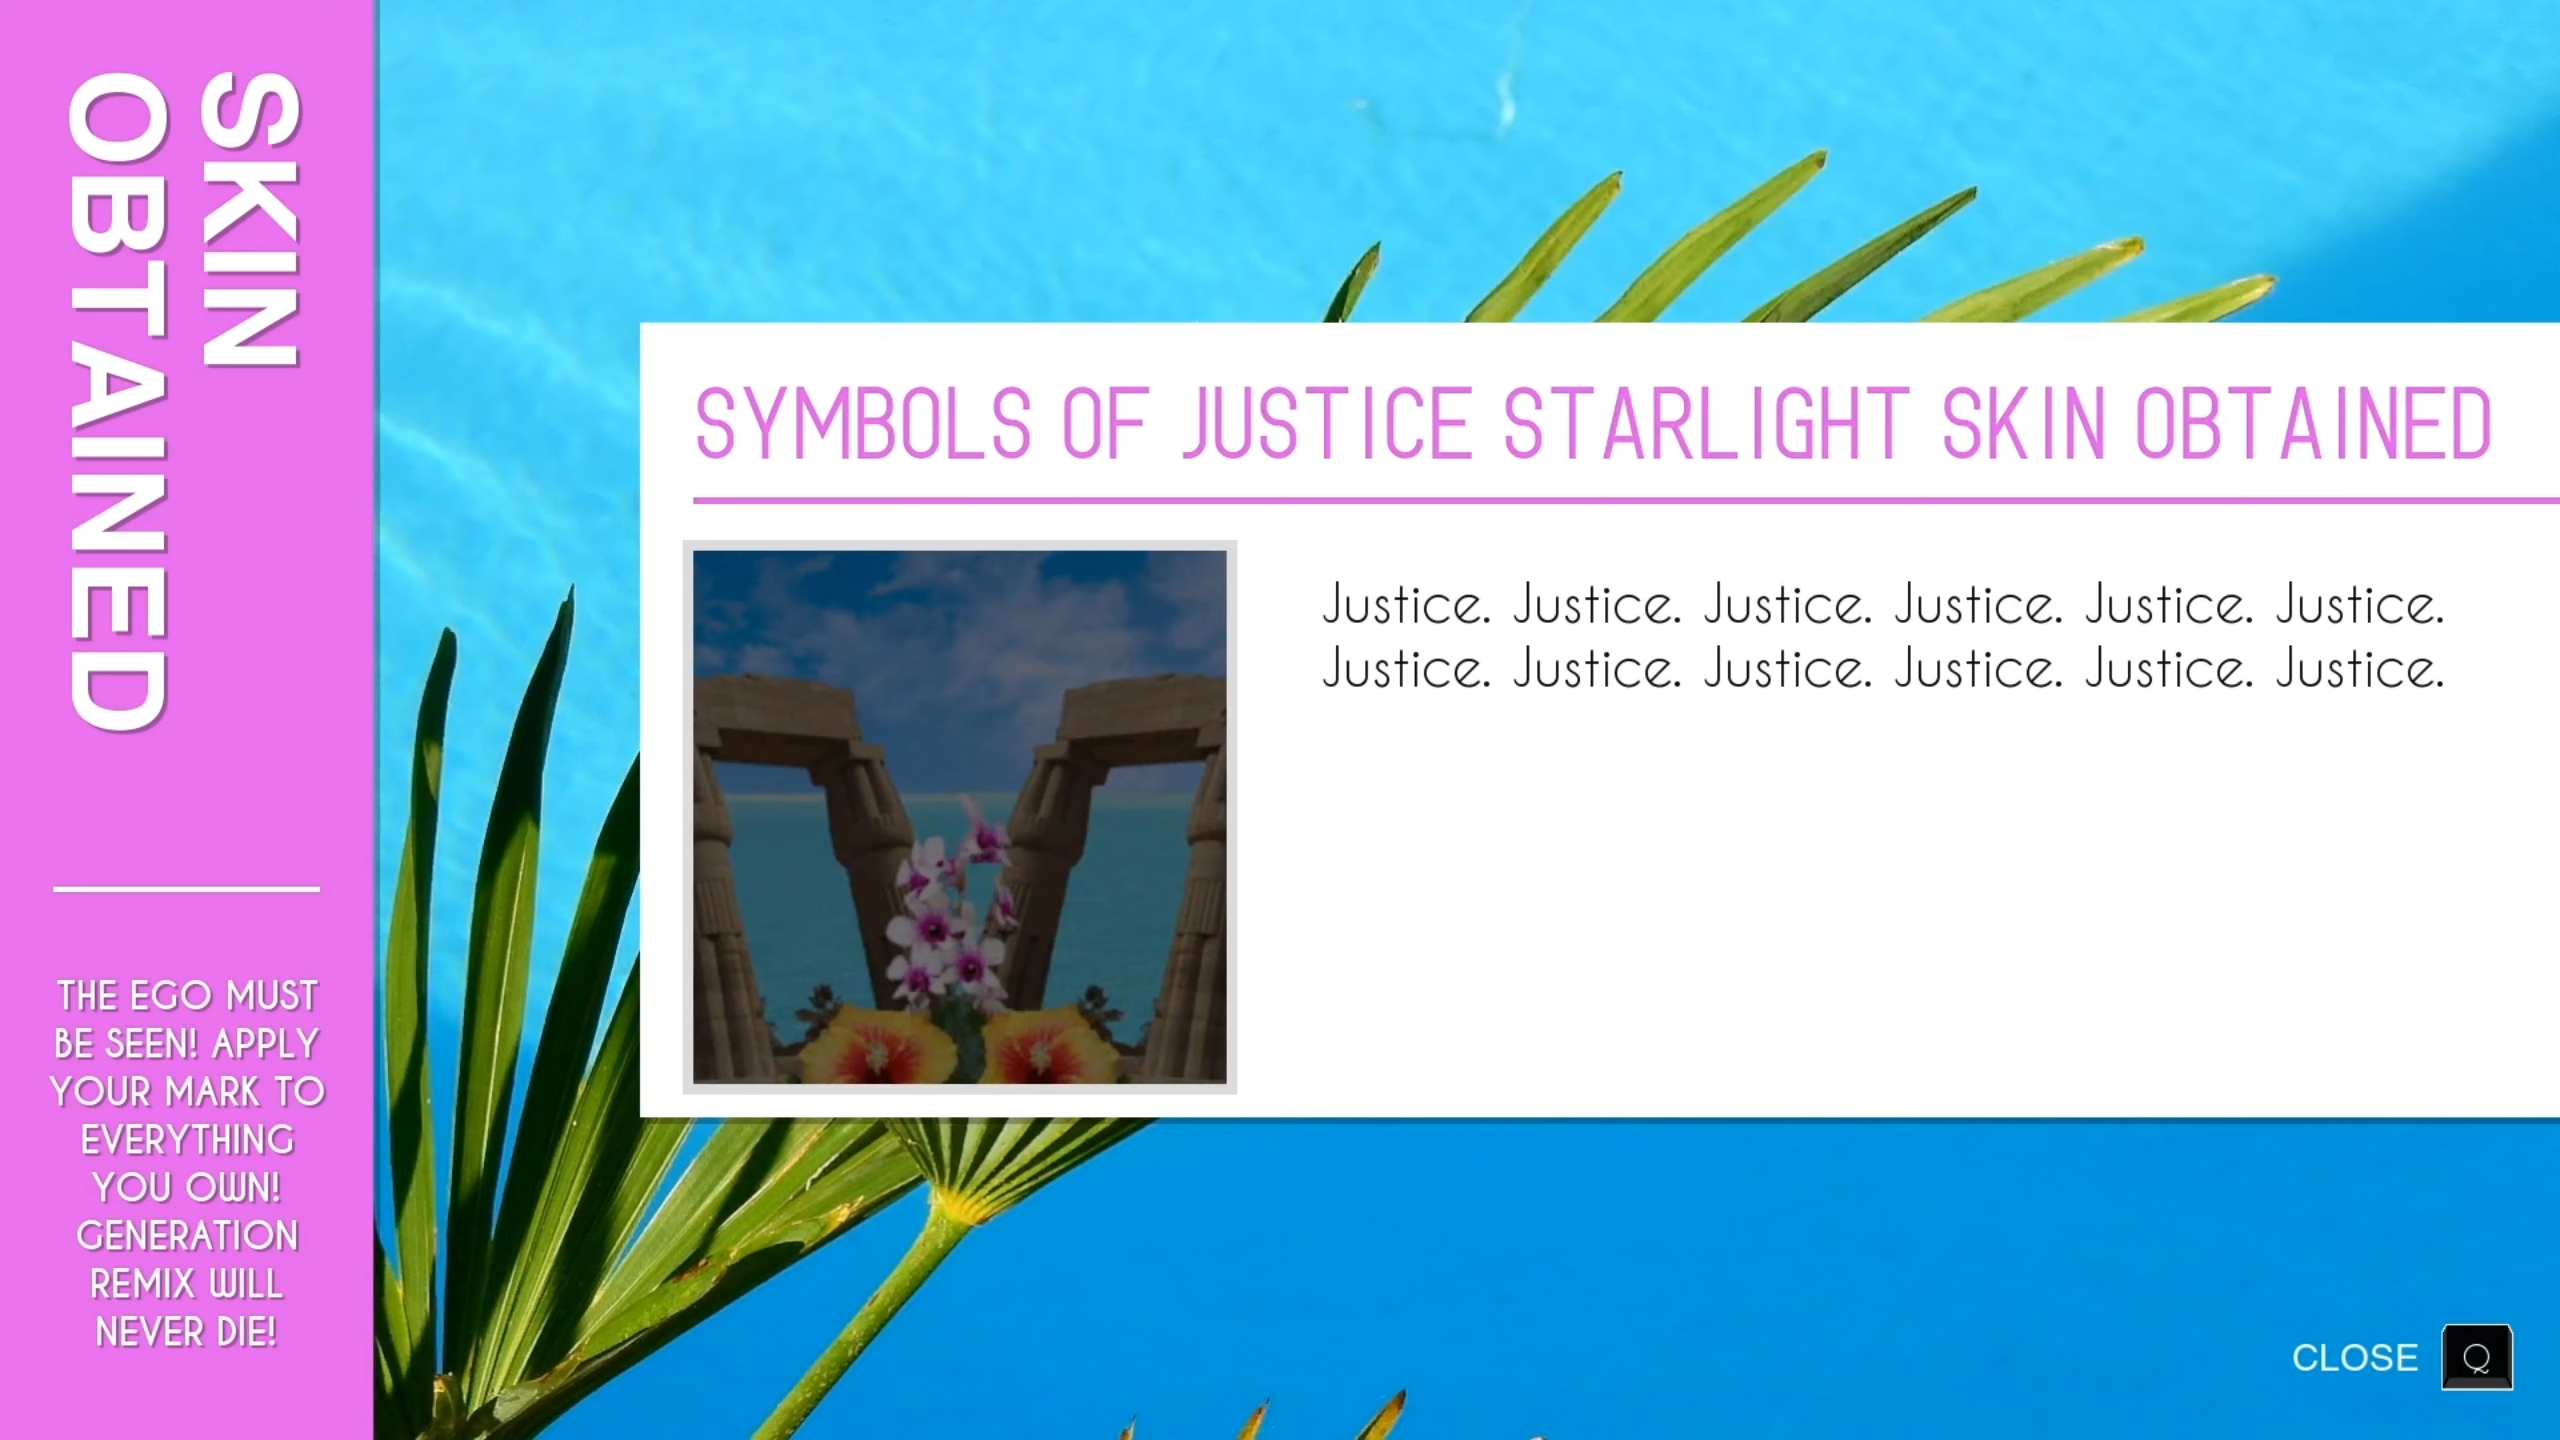 SKIN
OBTAINED
THE EGO MUST
BE SEEN! APPLY
YOUR MARK TO
EVERYTHING
YOU OWN!
GENERATION
REMIX WILL
NEVER DIE!
SYMBOLS OF JUSTICE STARLIGHT SKIN OBTAINED
Justice. Justice. Justice. Justice. Justice. Justice.
Justice. Justice. Justice. Justice. Justice. Justice.
CLOSE Q